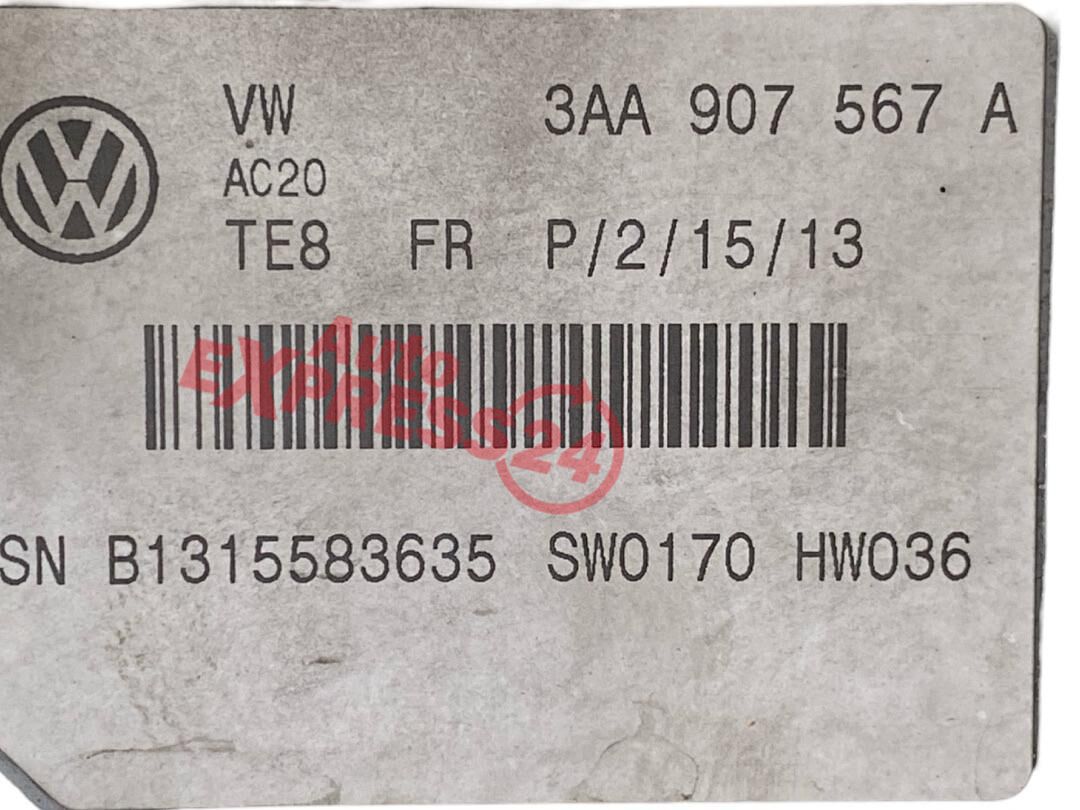 VW 3AA 907 567 A
AC20
TE8 FR P/2/15/13
Auto
EXPRESS24
SN B1315583635 SW0170 HW036